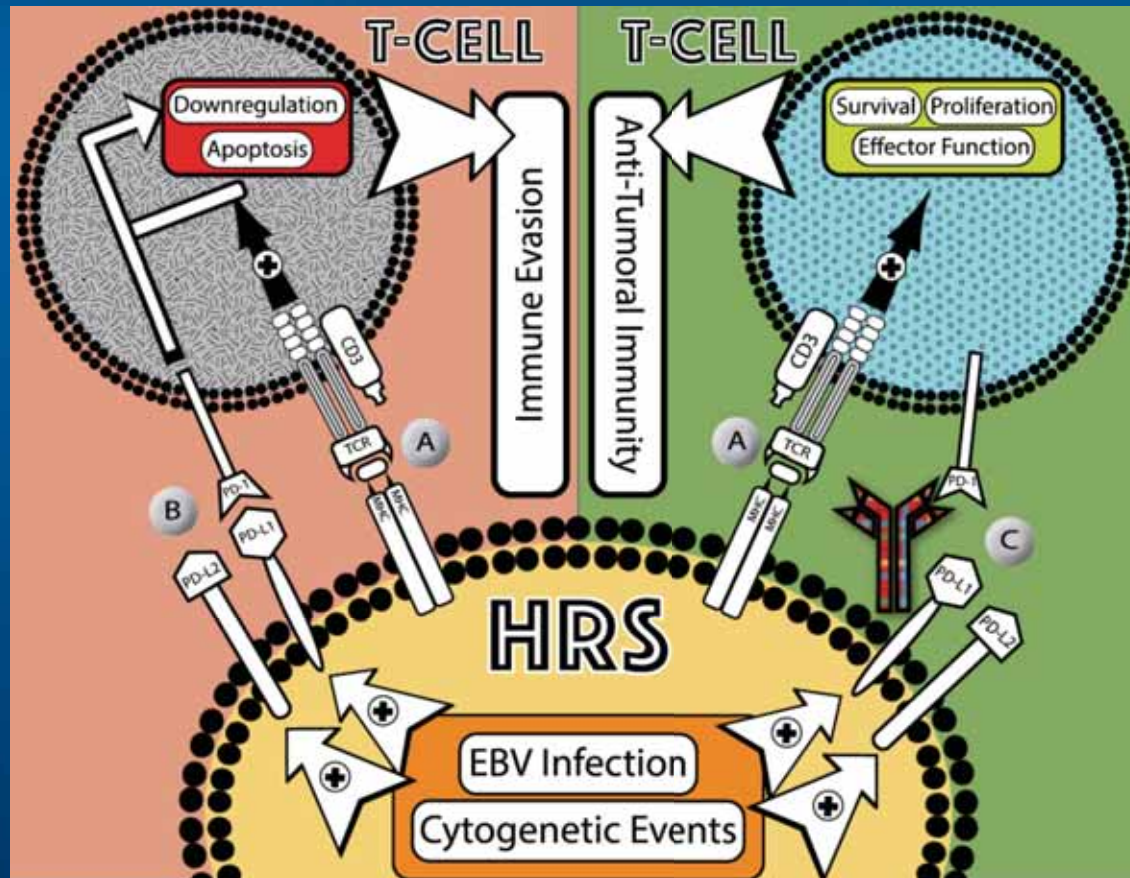 T-CELL
T-CELL
Downregulation
Apoptosis
Survival
Proliferation
Effector Function
Immune Evasion
Anti-Tumoral Immunity
CD3
CD3
TCR
A
A
TCR
PD-1
PD-1
B
C
MHC
MHC
MHC
MHC
PD-L1
PD-L2
PD-L1
PD-L2
HRS
EBV Infection
Cytogenetic Events